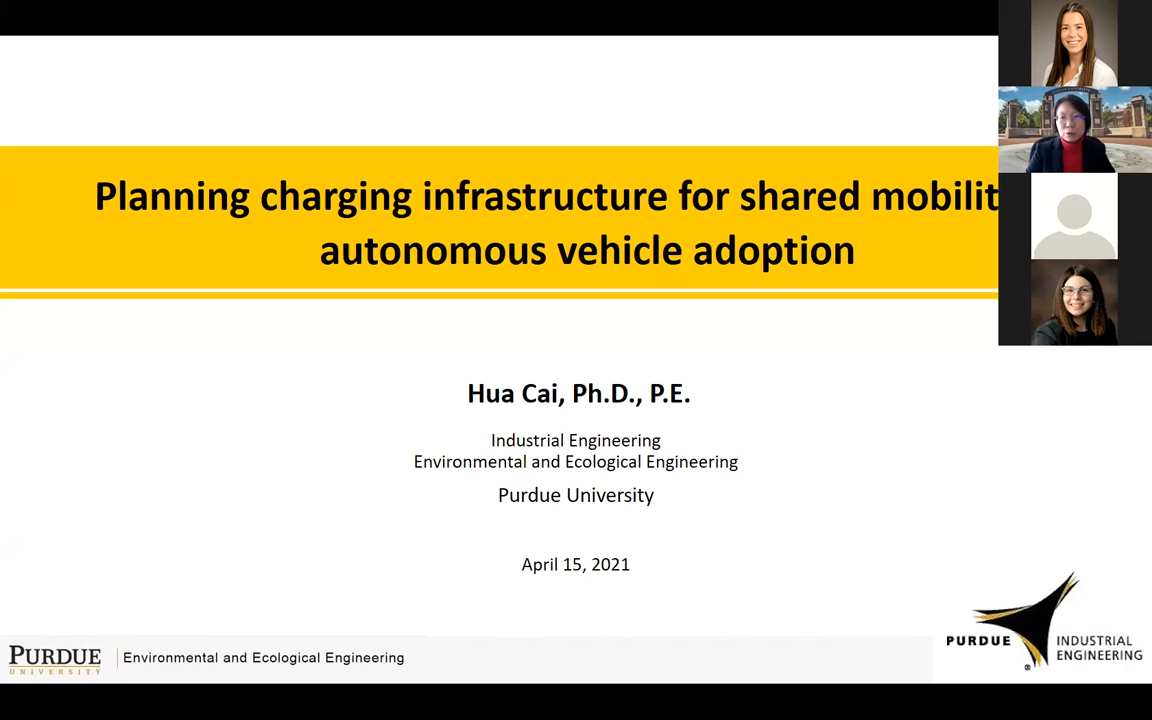 Planning charging infrastructure for shared mobilit
autonomous vehicle adoption
Hua Cai, Ph.D., P.E.
Industrial Engineering
Environmental and Ecological Engineering
Purdue University
April 15, 2021
PURDUE
UNIVERSITY
Environmental and Ecological Engineering
PURDUE
INDUSTRIAL
ENGINEERING
®